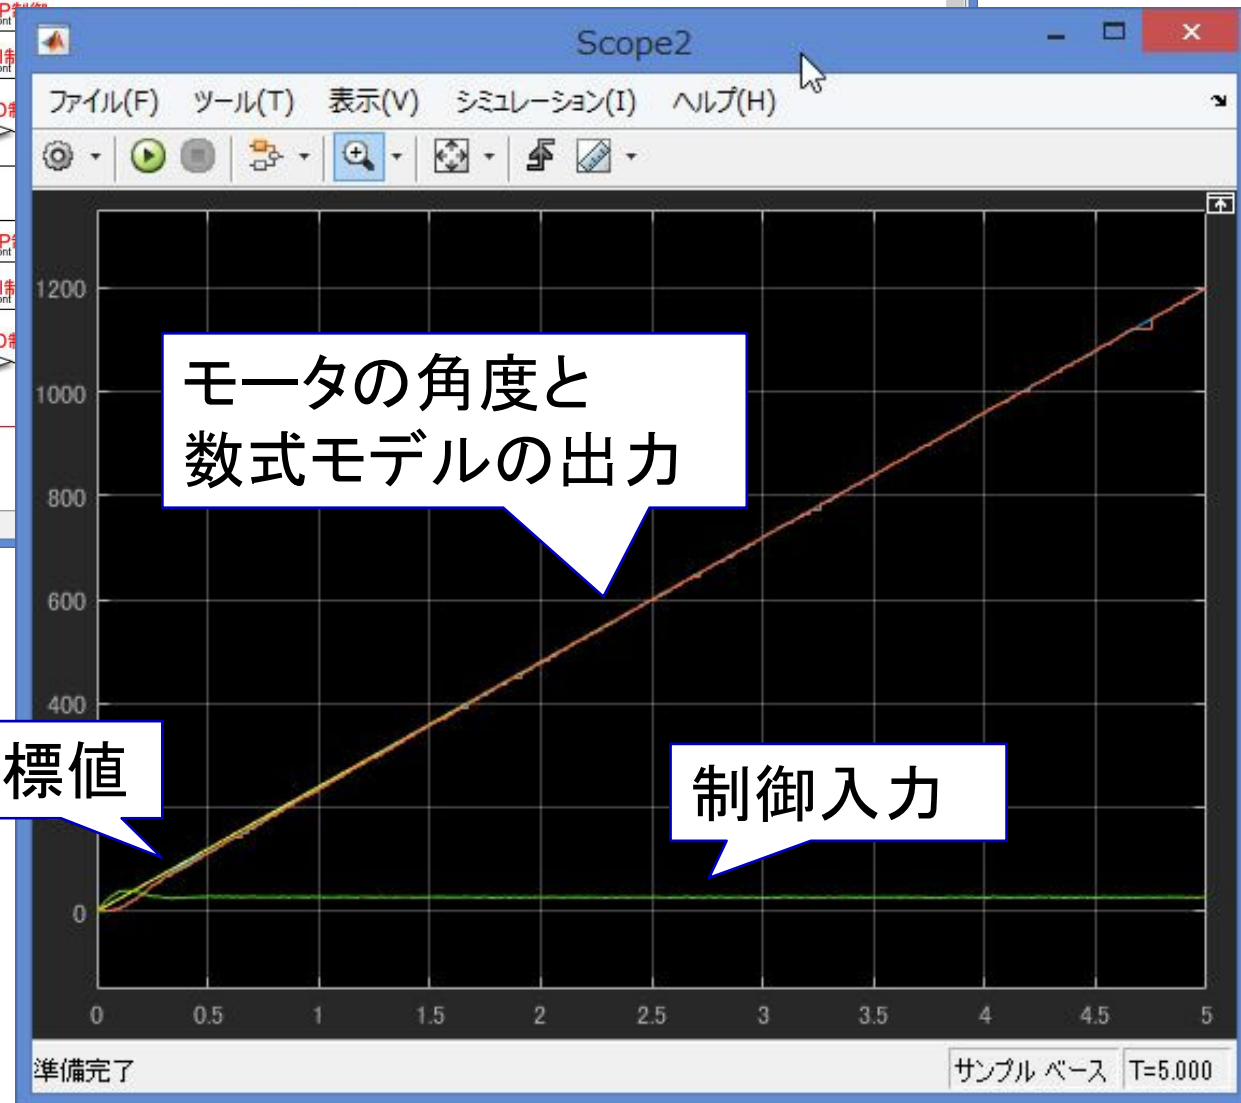 P制御
Scope2
ファイル(F) ツール(T) 表示(V) シミュレーション(I) ヘルプ(H)
1200
1000
800
600
400
0
モータの角度と
数式モデルの出力
標値
制御入力
0 0.5 1 1.5 2 2.5 3 3.5 4 4.5 5
準備完了
サンプル ベース T=5.000